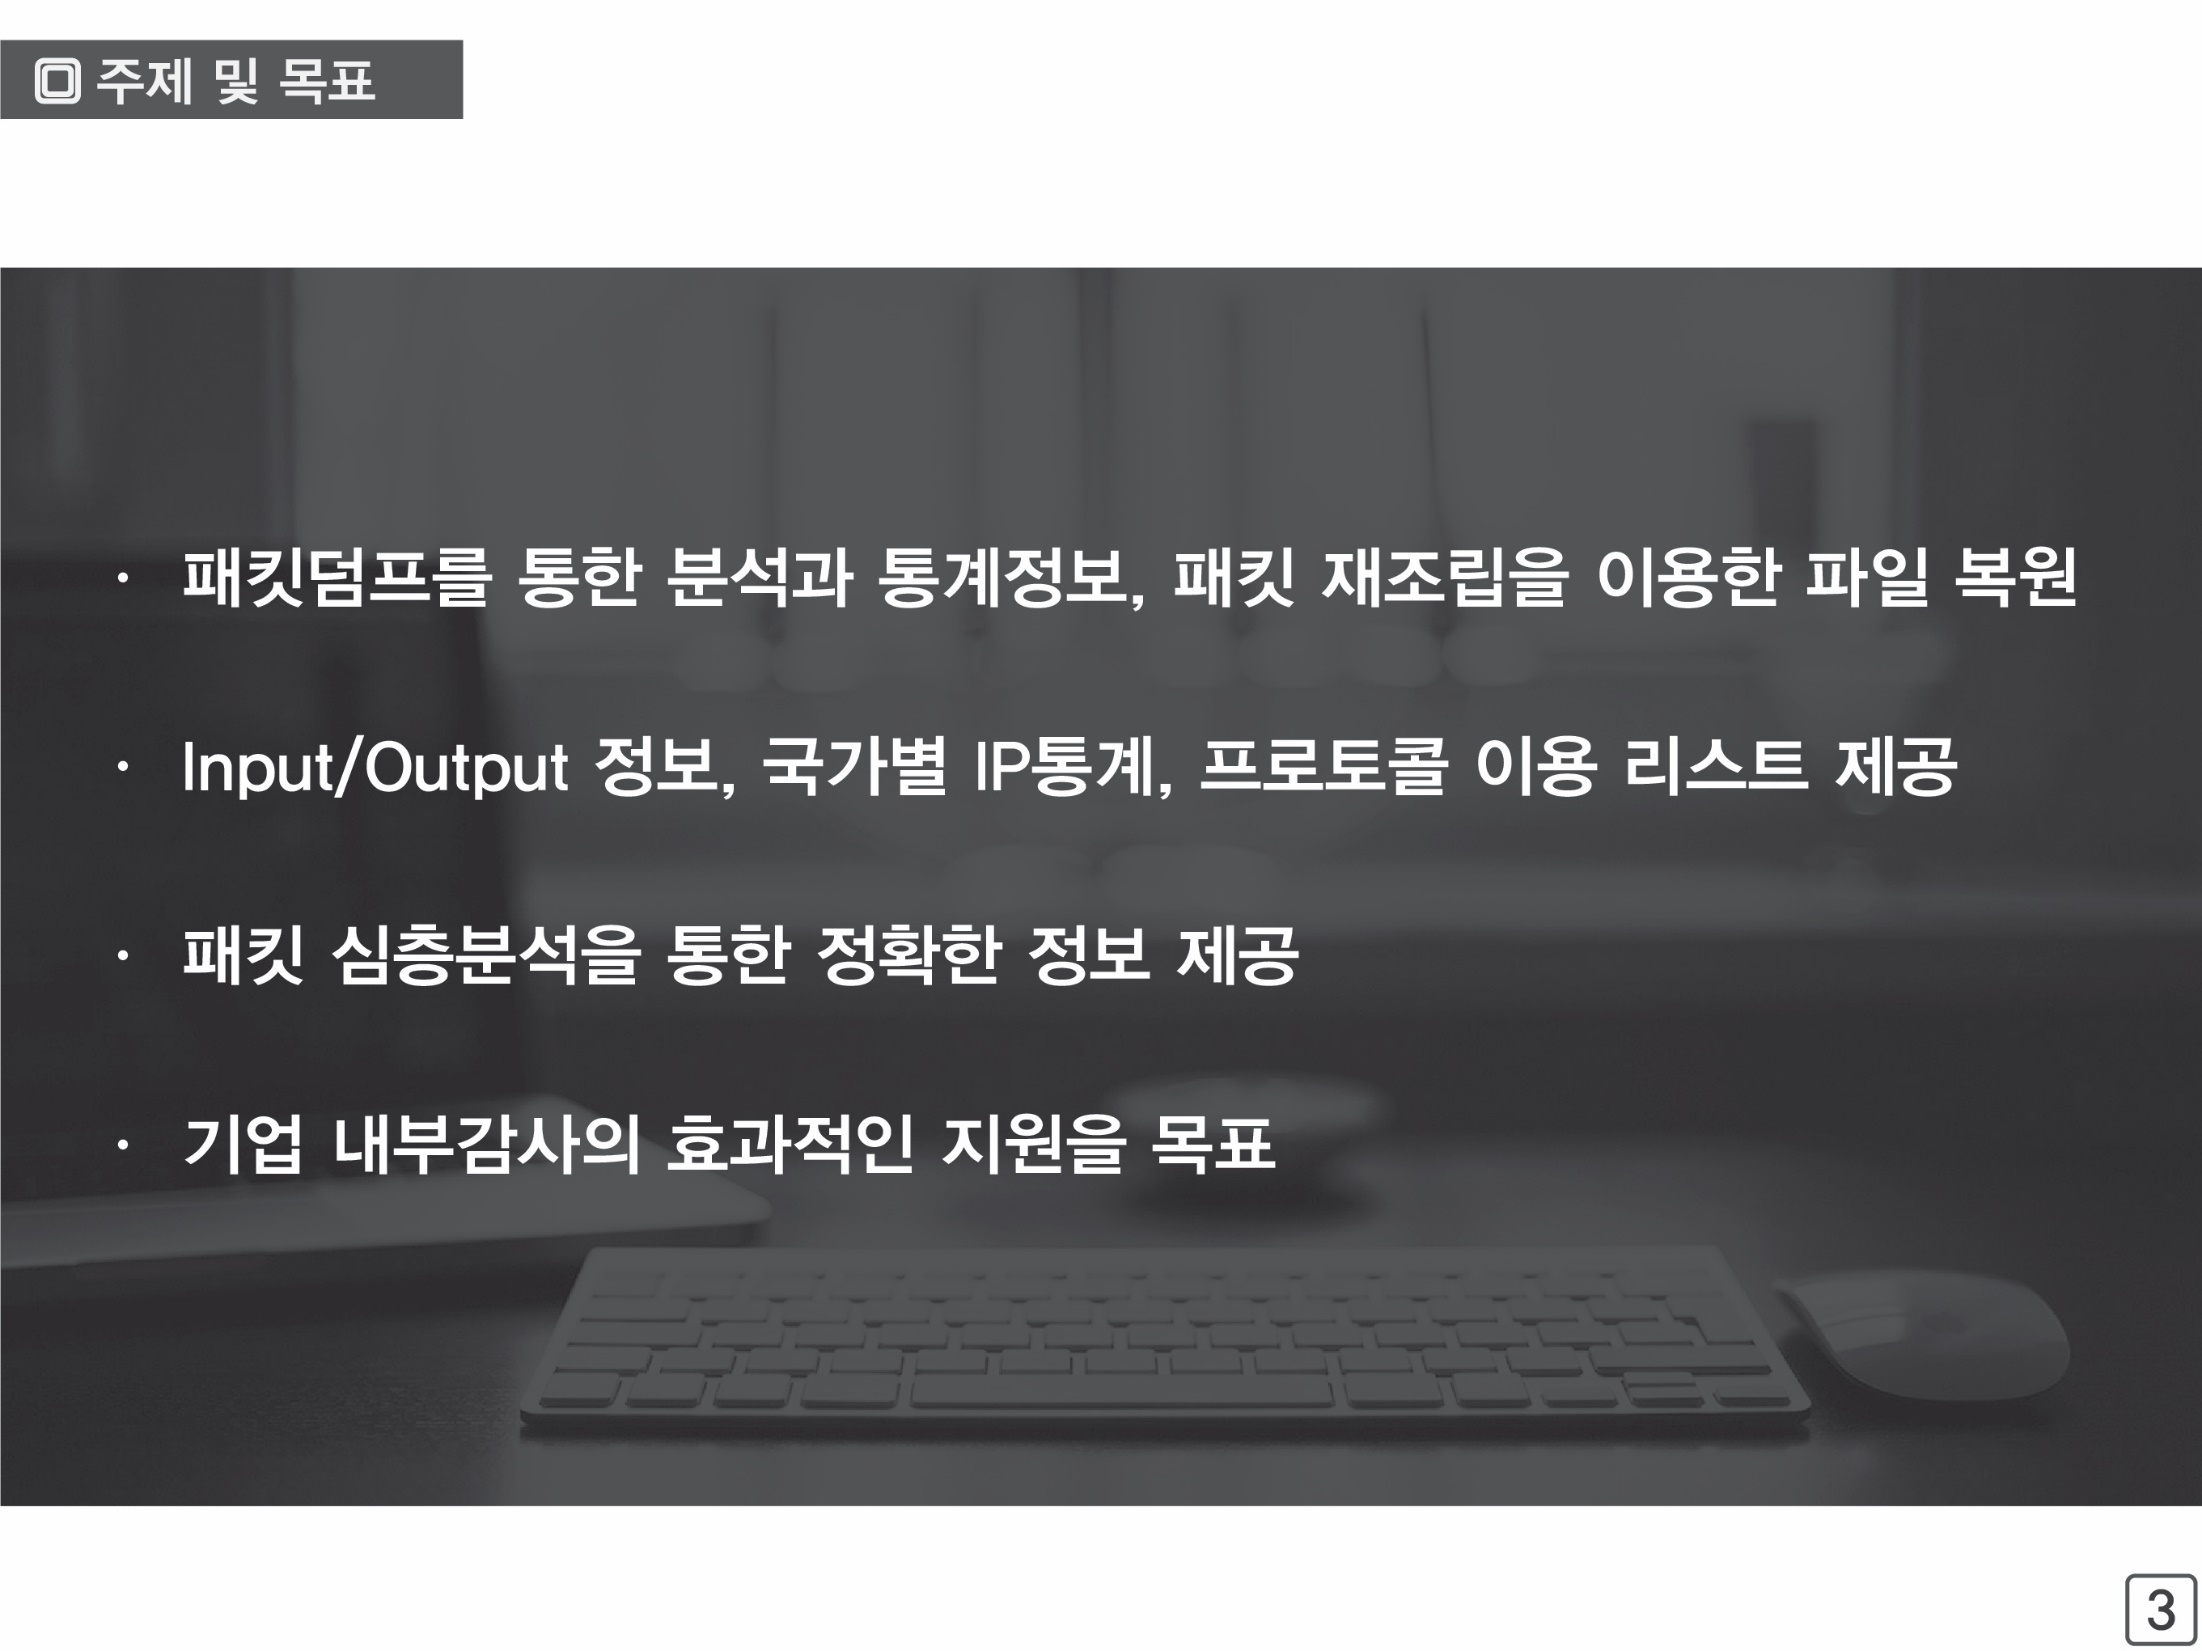 주제 및 목표
· 패킷덤프를 통한 분석과 통계정보, 패킷 재조립을 이용한 파일 복원
· Input/Output 정보, 국가별 IP통계, 프로토콜 이용 리스트 제공
· 패킷 심층분석을 통한 정확한 정보 제공
· 기업 내부감사의 효과적인 지원을 목표
3